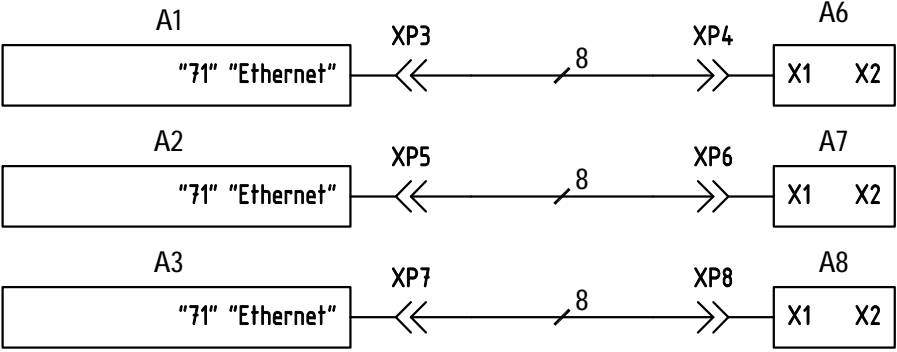 A1 XP3 XP4 A6
"71" "Ethernet" 8 X1 X2
A2 XP5 XP6 A7
"71" "Ethernet" 8 X1 X2
A3 XP7 XP8 A8
"71" "Ethernet" 8 X1 X2